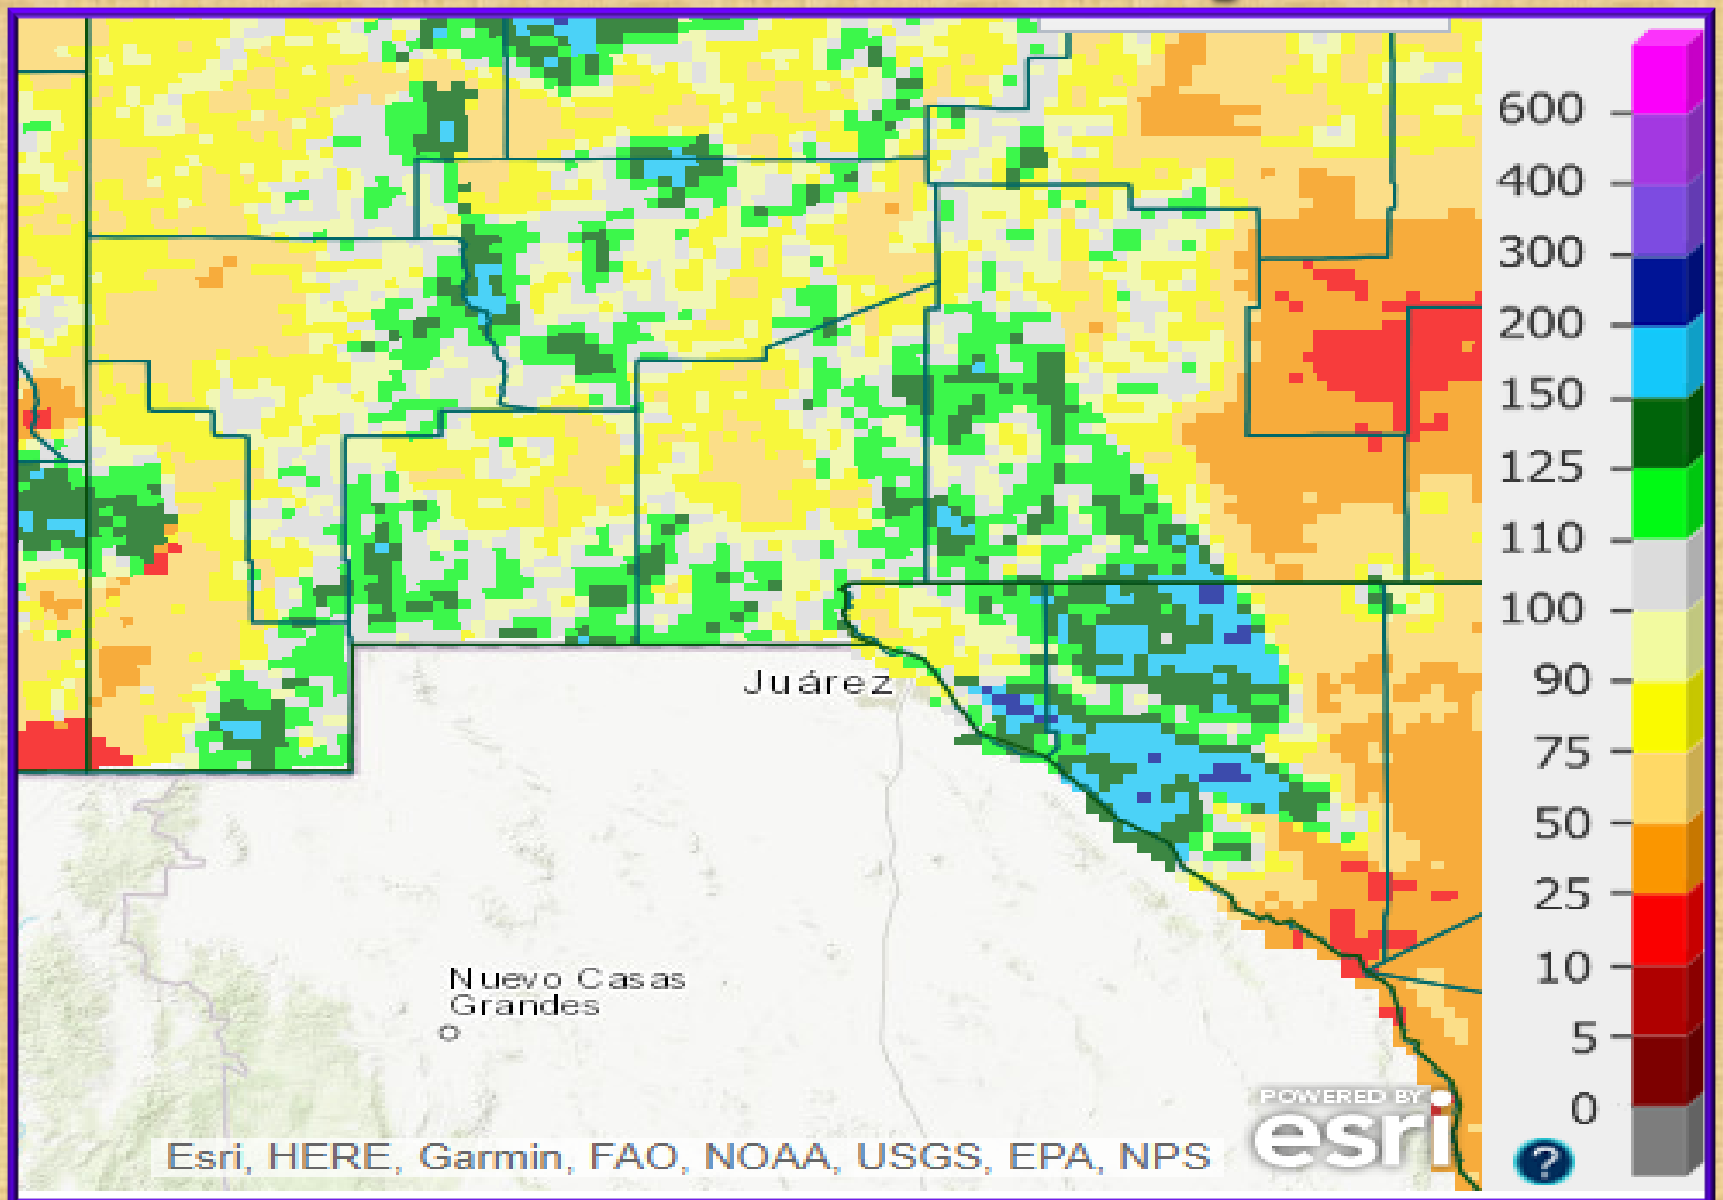 600
400
300
200
150
125
110
100
90
75
50
25
10
5
0
Juárez
Nuevo Casas
Grandes
POWERED BY
esri
Esri, HERE, Garmin, FAO, NOAA, USGS, EPA, NPS
?